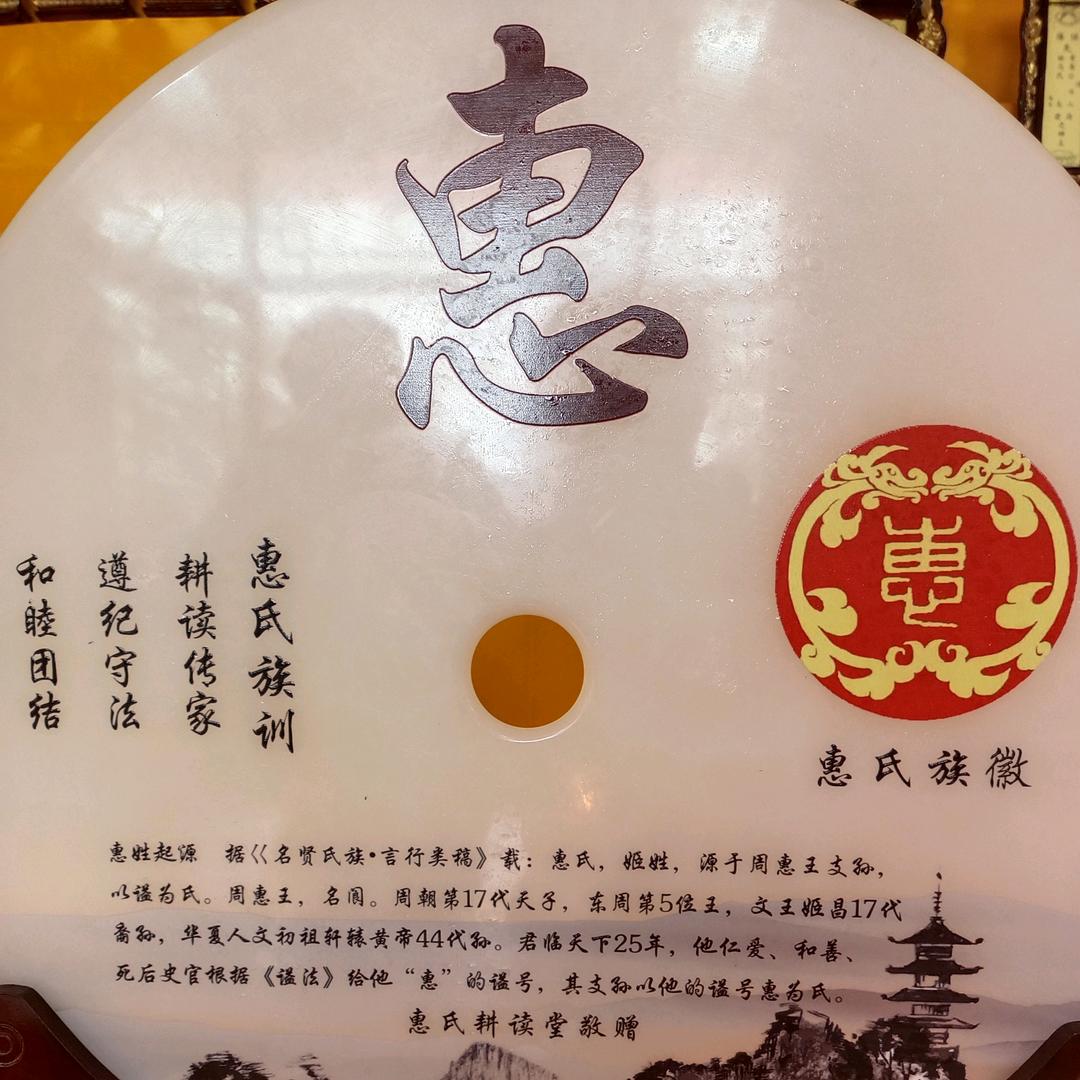 惠
惠
惠氏族徽
惠氏族训
耕读传家
遵纪守法
和睦团结
惠姓起源 据《名贤氏族·言行类稿》载：惠氏，姬姓，源于周惠王支孙，
以谥为氏。周惠王，名阆。周朝第17代天子，东周第5位王，文王姬昌17代
裔孙，华夏人文初祖轩辕黄帝44代孙。君临天下25年，他仁爱、和善、
死后史官根据《谥法》给他“惠”的谥号，其支孙以他的谥号惠为氏。
惠氏耕读堂敬赠